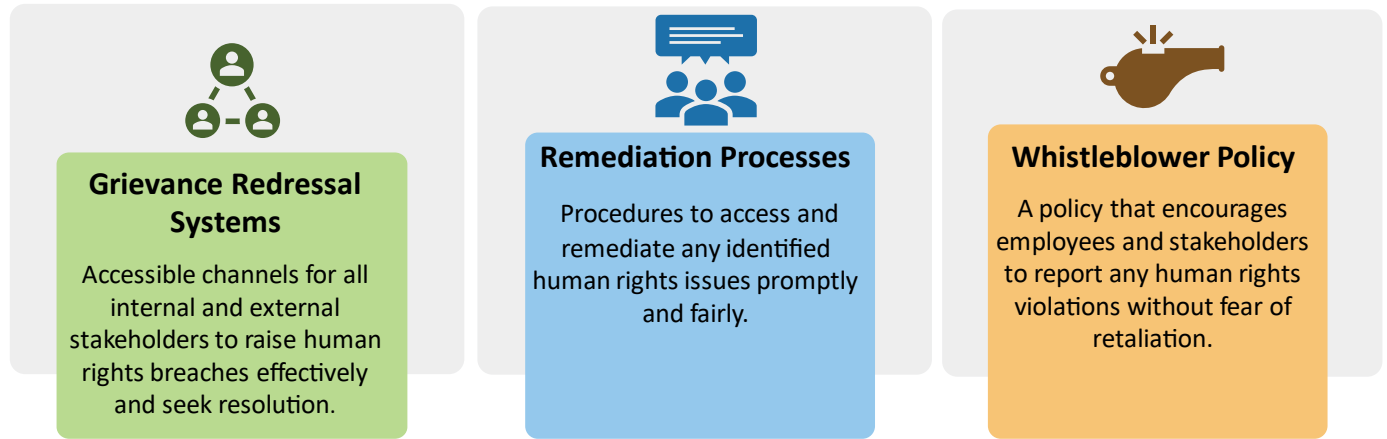 Grievance Redressal
Systems
Accessible channels for all
internal and external
stakeholders to raise human
rights breaches effectively
and seek resolution.
Remediation Processes
Procedures to access and
remediate any identified
human rights issues promptly
and fairly.
Whistleblower Policy
A policy that encourages
employees and stakeholders
to report any human rights
violations without fear of
retaliation.